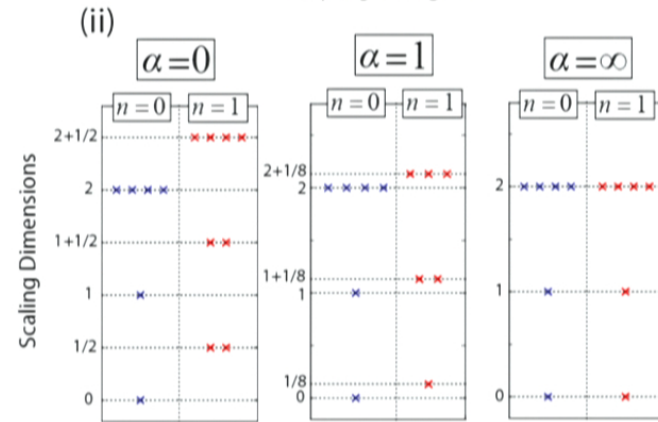 (ii)
α=0
n = 0 n = 1
2+1/2
2
1+1/2
1
1/2
0
Scaling Dimensions
α=1
n = 0 n = 1
2+1/8
2
1+1/8
1
1/8
0
α=∞
n = 0 n = 1
2
1
0